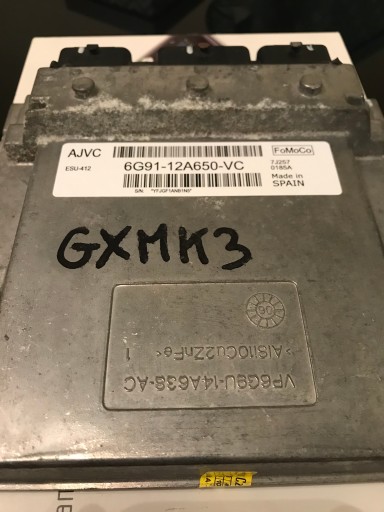 AJVC
6G91-12A650-VC
FoMoCo
ESU-412
7J257
0185A
Made in
SPAIN
GXMK3
>AlSi10Cu2ZnFe< 1
VP6G9U-14A638-AC